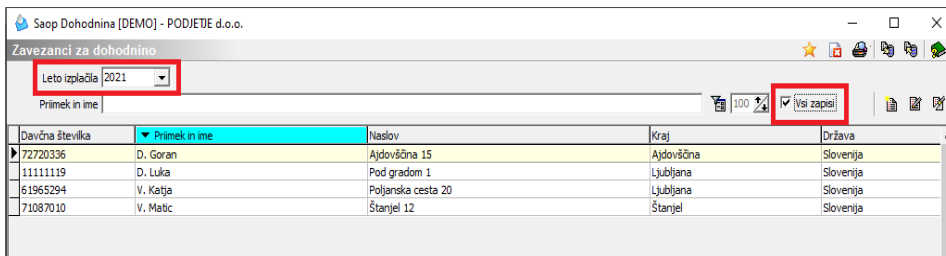 Saop Dohodnina [DEMO] - PODJETJE d.o.o.
Zavezanci za dohodnino
Leto izplačila 2021
Priimek in ime 100 Vsi zapisi
Davčna številka Priimek in ime Naslov Kraj Država
72720336 D. Goran Ajdovščina 15 Ajdovščina Slovenija
11111119 D. Luka Pod gradom 1 Ljubljana Slovenija
61965294 V. Katja Poljanska cesta 20 Ljubljana Slovenija
71087010 V. Matic Štanjel 12 Štanjel Slovenija